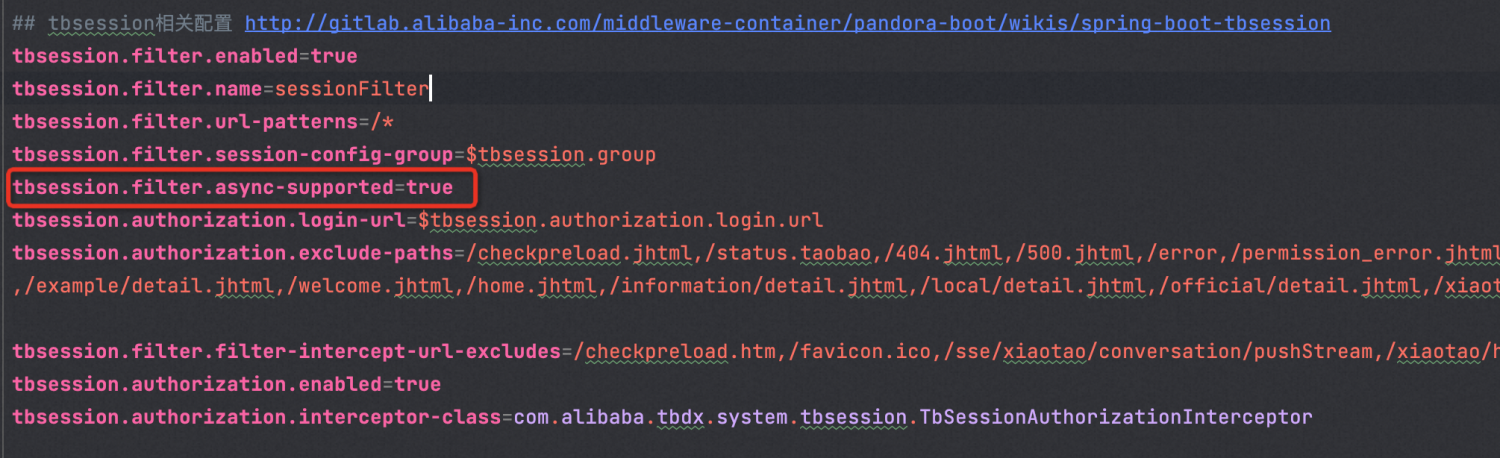 ## tbsession相关配置 http://gitlab.alibaba-inc.com/middleware-container/pandora-boot/wikis/spring-boot-tbsession
tbsession.filter.enabled=true
tbsession.filter.name=sessionFilter
tbsession.filter.url-patterns=/*
tbsession.filter.session-config-group=$tbsession.group
tbsession.filter.async-supported=true
tbsession.authorization.login-url=$tbsession.authorization.login.url
tbsession.authorization.exclude-paths=/checkpreload.jhtml,/status.taobao,/404.jhtml,/500.jhtml,/error,/permission_error.jhtml
,/example/detail.jhtml,/welcome.jhtml,/home.jhtml,/information/detail.jhtml,/local/detail.jhtml,/official/detail.jhtml,/xiaot
tbsession.filter.filter-intercept-url-excludes=/checkpreload.htm,/favicon.ico,/sse/xiaotao/conversation/pushStream,/xiaotao/h
tbsession.authorization.enabled=true
tbsession.authorization.interceptor-class=com.alibaba.tbdx.system.tbsession.TbSessionAuthorizationInterceptor